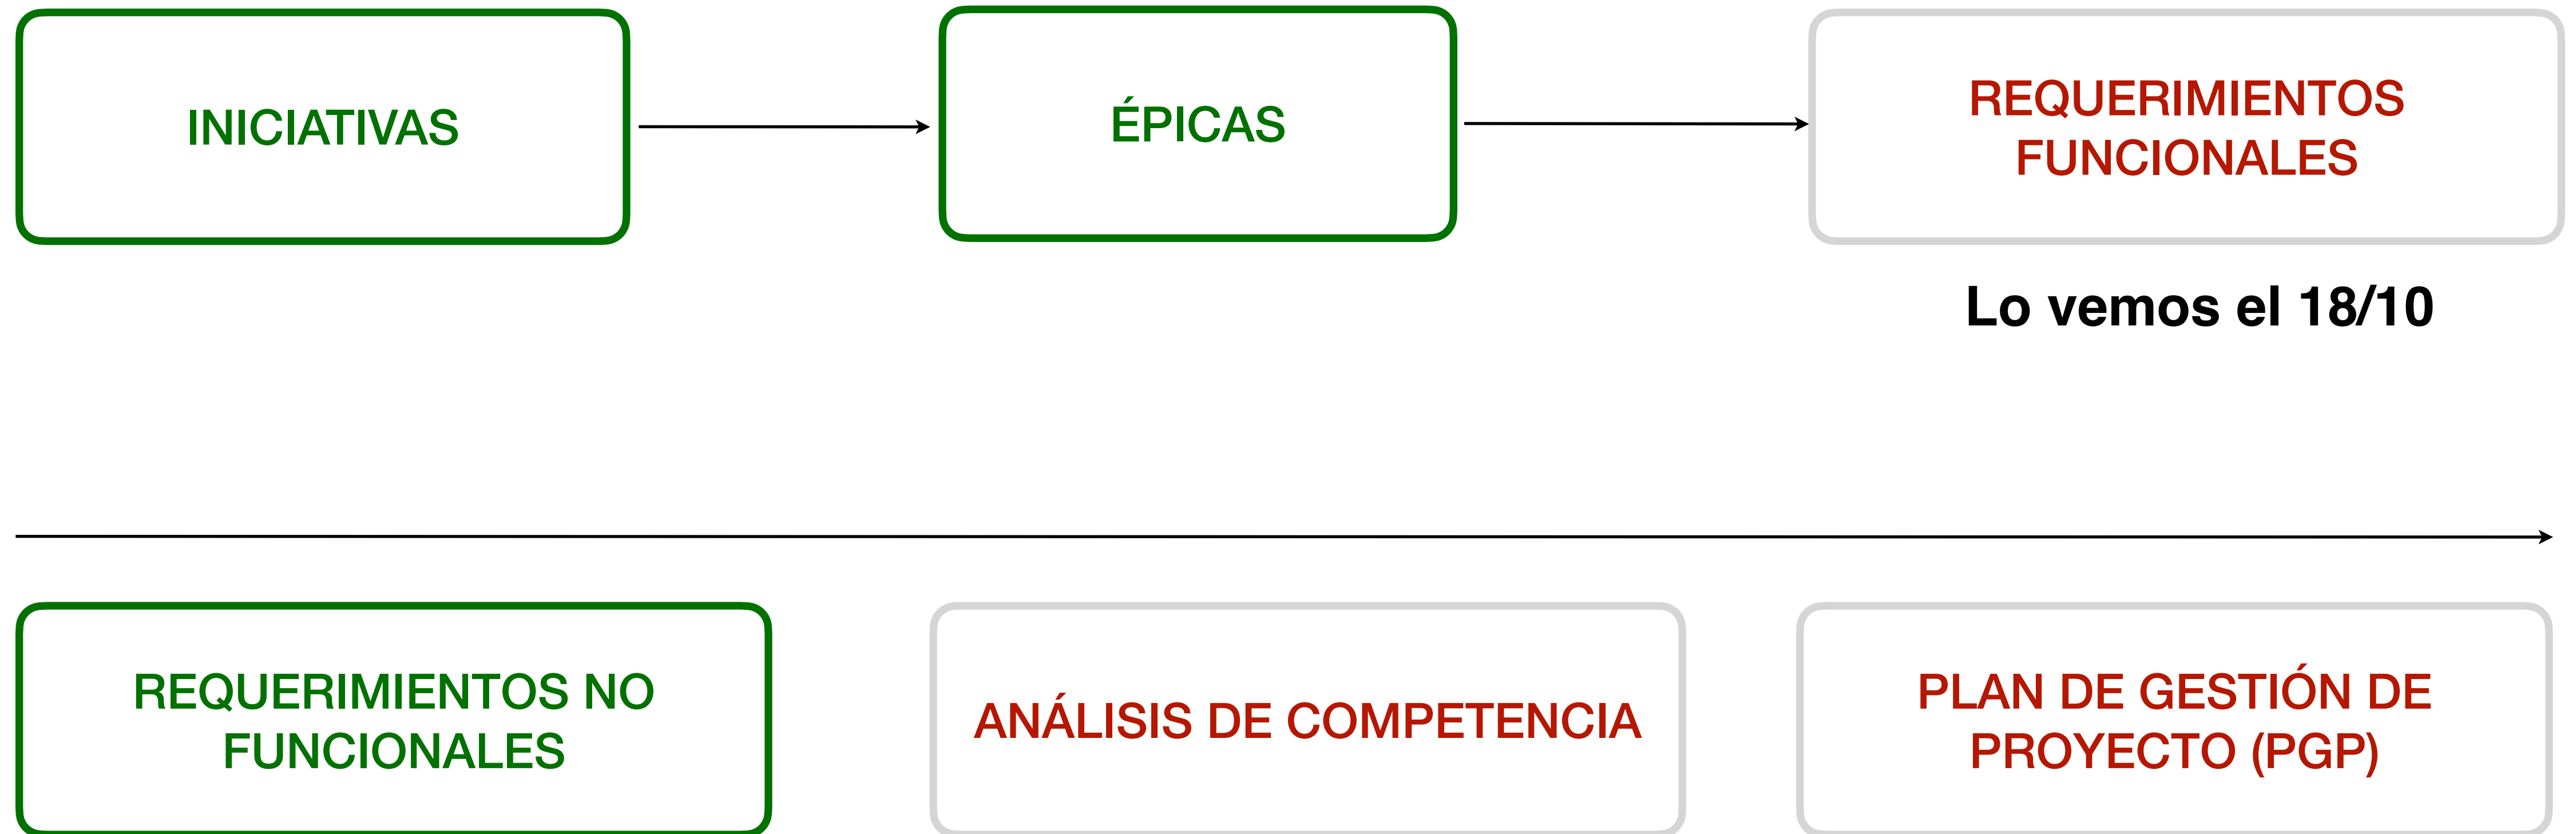 INICIATIVAS
ÉPICAS
REQUERIMIENTOS
FUNCIONALES
Lo vemos el 18/10
REQUERIMIENTOS NO
FUNCIONALES
ANÁLISIS DE COMPETENCIA
PLAN DE GESTIÓN DE
PROYECTO (PGP)